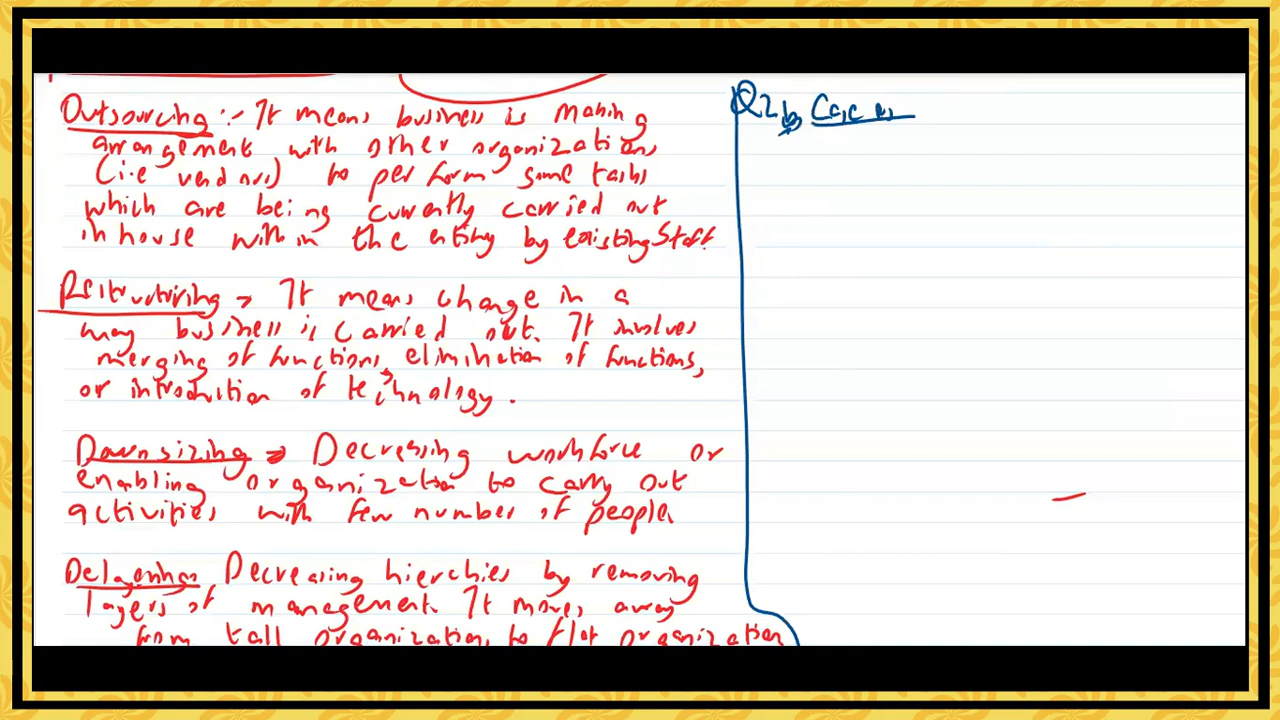 Outsourcing :- It means business is making
arrangement with other organizations
(i.e vendors) to perform some tasks
which are being currently carried out
inhouse within the entity by existing staff.
Restructuring → It means change in a
way business is carried out. It involves
merging of functions, elimination of functions,
or introduction of technology.
Downsizing → Decreasing workforce or
enabling organization to carry out
activities with few number of people.
Decreasing hierchies by removing
layers of management. It moves away
from tall organization to flat organization
Q2 b